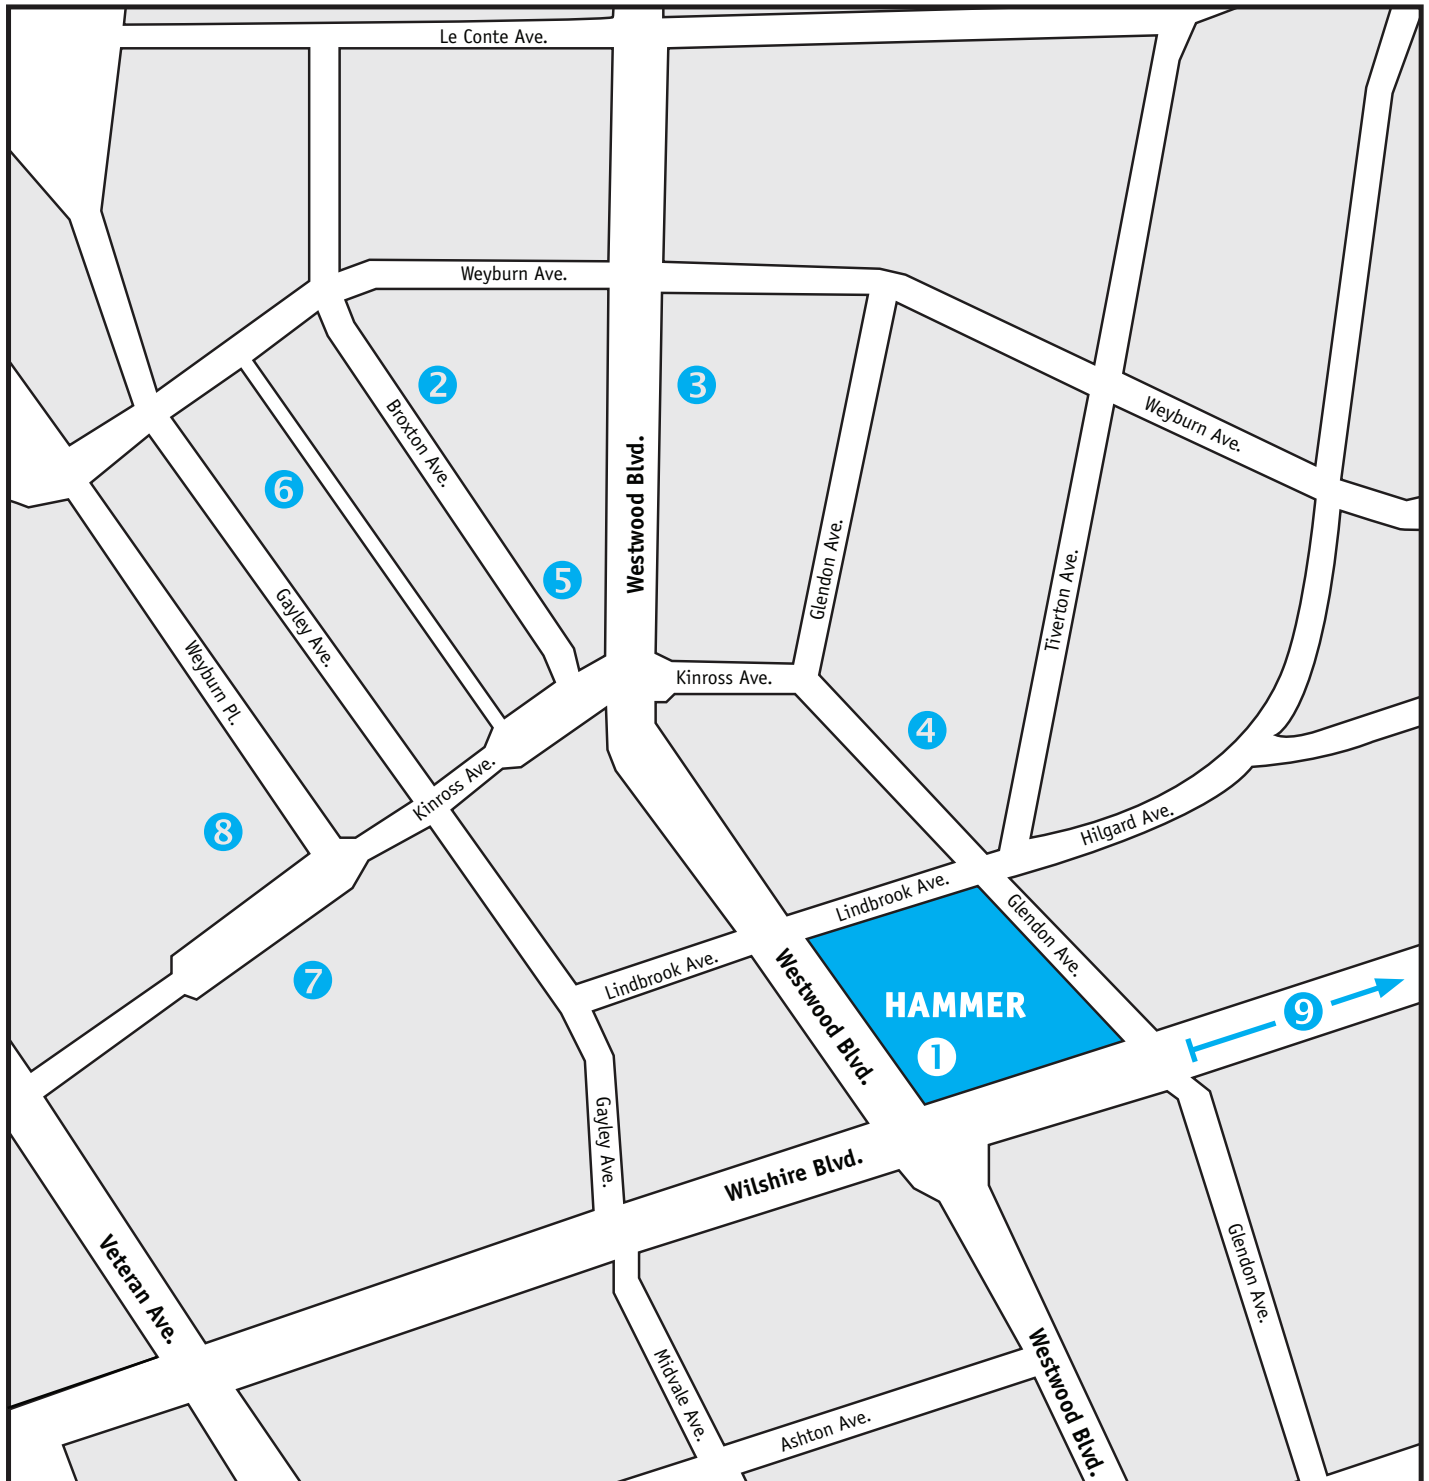 Le Conte Ave.
Weyburn Ave.
2
3
Broxton Ave.
Weyburn Ave.
6
Westwood Blvd.
5
Glendon Ave.
Tiverton Ave.
Gayley Ave.
Weyburn Pl.
Kinross Ave.
4
Kinross Ave.
8
Hilgard Ave.
Lindbrook Ave.
Glendon Ave.
7
Lindbrook Ave.
Westwood Blvd.
HAMMER
1
9
Gayley Ave.
Wilshire Blvd.
Veteran Ave.
Glendon Ave.
Midvale Ave.
Westwood Blvd.
Ashton Ave.